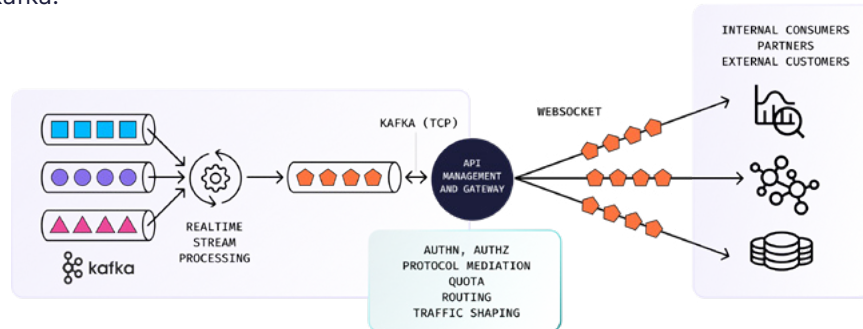 kafka.
INTERNAL CONSUMERS
PARTNERS
EXTERNAL CUSTOMERS
WEBSOCKET
KAFKA (TCP)
API
MANAGEMENT
AND GATEWAY
REALTIME
STREAM
PROCESSING
kafka
AUTHN, AUTHZ
PROTOCOL MEDIATION
QUOTA
ROUTING
TRAFFIC SHAPING